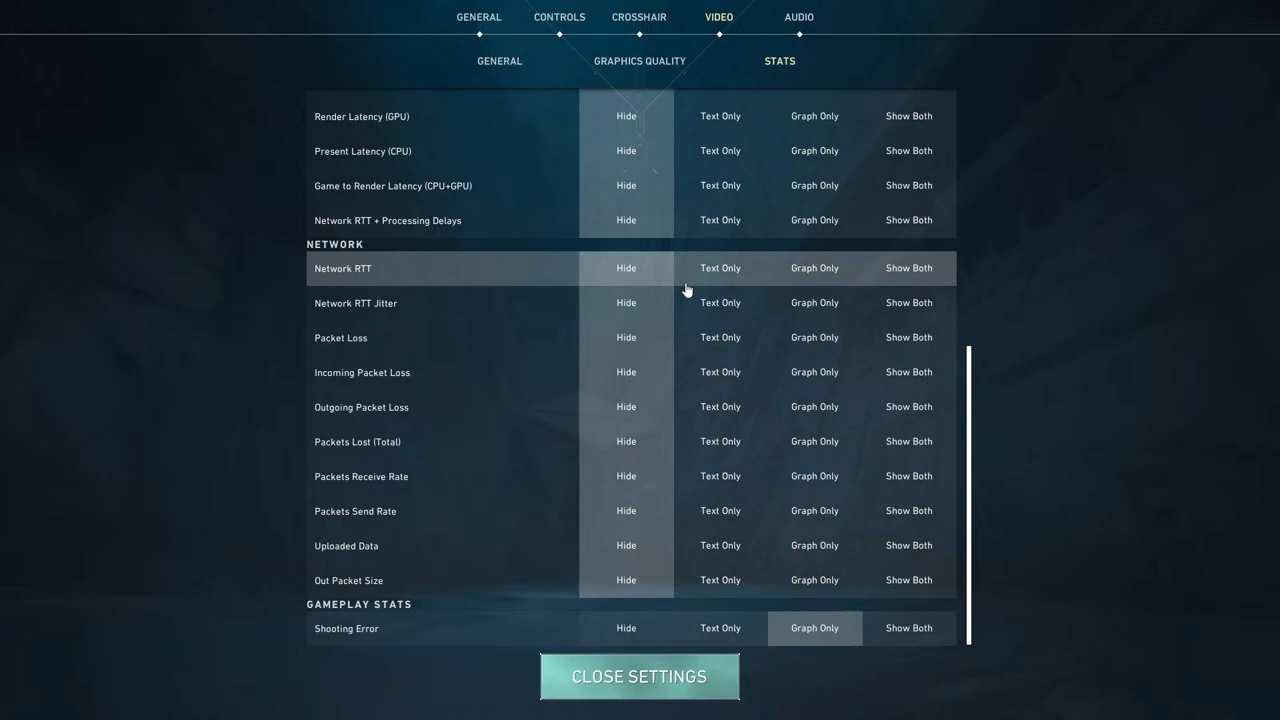 GENERAL CONTROLS CROSSHAIR VIDEO AUDIO
GENERAL GRAPHICS QUALITY STATS
Render Latency (GPU) Hide Text Only Graph Only Show Both
Present Latency (CPU) Hide Text Only Graph Only Show Both
Game to Render Latency (CPU+GPU) Hide Text Only Graph Only Show Both
Network RTT + Processing Delays Hide Text Only Graph Only Show Both
NETWORK
Network RTT Hide Text Only Graph Only Show Both
Network RTT Jitter Hide Text Only Graph Only Show Both
Packet Loss Hide Text Only Graph Only Show Both
Incoming Packet Loss Hide Text Only Graph Only Show Both
Outgoing Packet Loss Hide Text Only Graph Only Show Both
Packets Lost (Total) Hide Text Only Graph Only Show Both
Packets Receive Rate Hide Text Only Graph Only Show Both
Packets Send Rate Hide Text Only Graph Only Show Both
Uploaded Data Hide Text Only Graph Only Show Both
Out Packet Size Hide Text Only Graph Only Show Both
GAMEPLAY STATS
Shooting Error Hide Text Only Graph Only Show Both
CLOSE SETTINGS